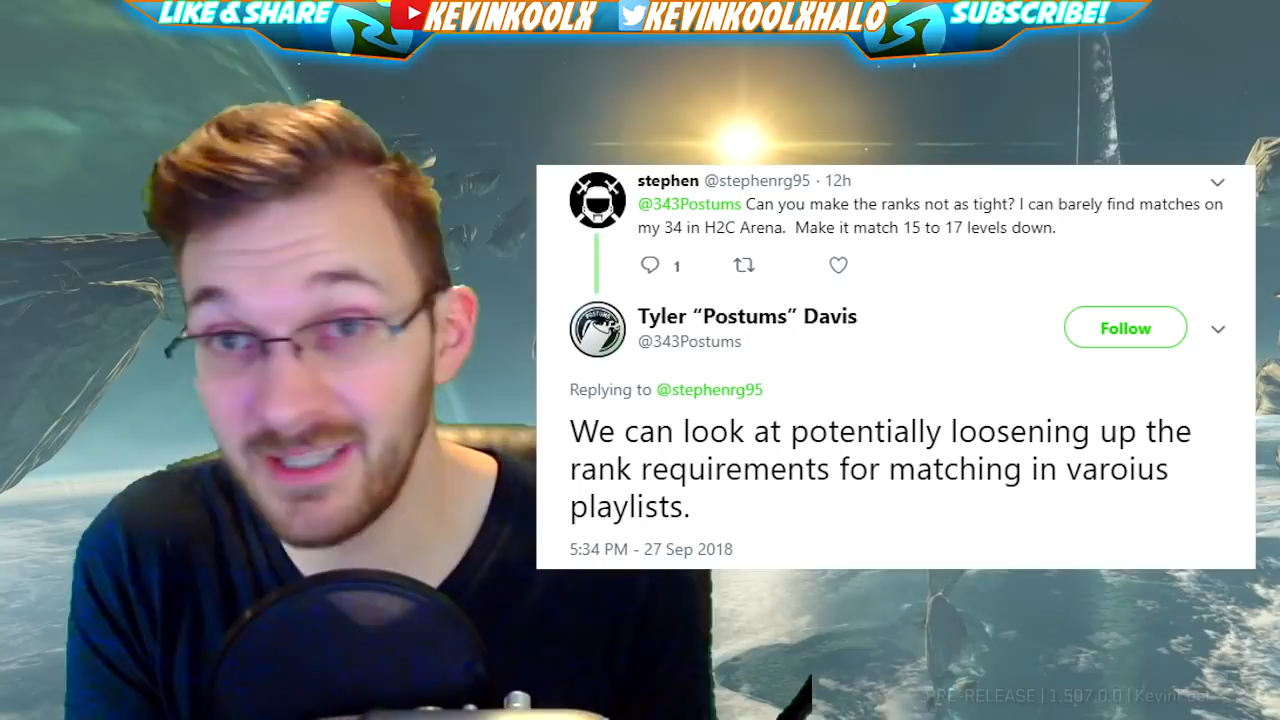 LIKE & SHARE KEVINKOOLX KEVINKOOLXHALO SUBSCRIBE!
stephen @stephenrg95 · 12h
@343Postums Can you make the ranks not as tight? I can barely find matches on
my 34 in H2C Arena. Make it match 15 to 17 levels down.
1
Tyler “Postums” Davis
@343Postums
Follow
Replying to @stephenrg95
We can look at potentially loosening up the
rank requirements for matching in varoius
playlists.
5:34 PM - 27 Sep 2018
PRE-RELEASE | 1.507.0.0 |